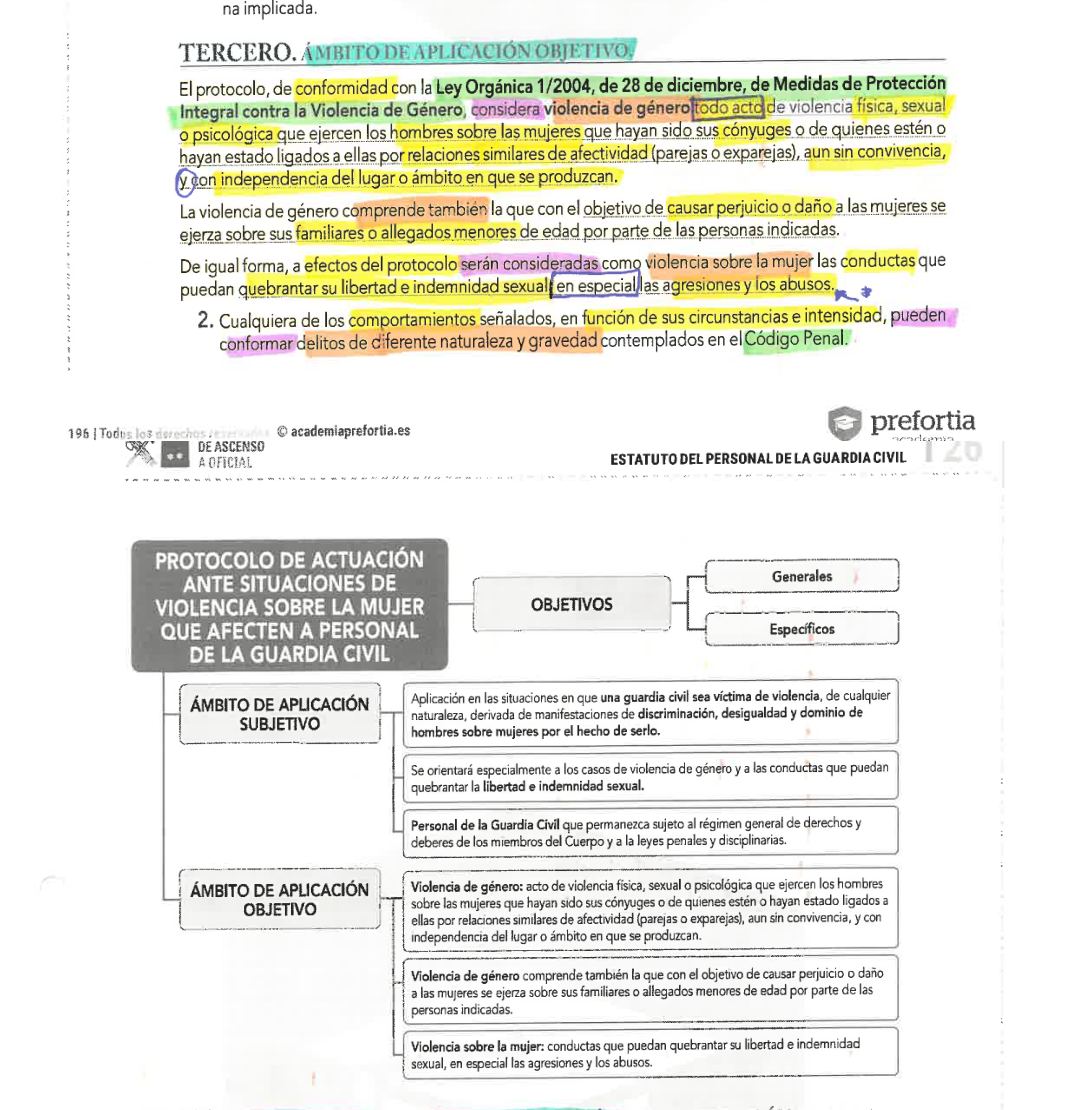 na implicada.
TERCERO. ÁMBITO DE APLICACIÓN OBJETIVO.
El protocolo, de conformidad con la Ley Orgánica 1/2004, de 28 de diciembre, de Medidas de Protección
Integral contra la Violencia de Género, considera violencia de género todo acto de violencia física, sexual
o psicológica que ejercen los hombres sobre las mujeres que hayan sido sus cónyuges o de quienes estén o
hayan estado ligados a ellas por relaciones similares de afectividad (parejas o exparejas), aun sin convivencia,
y con independencia del lugar o ámbito en que se produzcan.
La violencia de género comprende también la que con el objetivo de causar perjuicio o daño a las mujeres se
ejerza sobre sus familiares o allegados menores de edad por parte de las personas indicadas.
De igual forma, a efectos del protocolo serán consideradas como violencia sobre la mujer las conductas que
puedan quebrantar su libertad e indemnidad sexual, en especial las agresiones y los abusos.
2. Cualquiera de los comportamientos señalados, en función de sus circunstancias e intensidad, pueden
conformar delitos de diferente naturaleza y gravedad contemplados en el Código Penal.
196 | Todos los derechos reservados © academiaprefortia.es
prefortia
academia
DE ASCENSO
A OFICIAL
ESTATUTO DEL PERSONAL DE LA GUARDIA CIVIL T26
PROTOCOLO DE ACTUACIÓN
ANTE SITUACIONES DE
VIOLENCIA SOBRE LA MUJER
QUE AFECTEN A PERSONAL
DE LA GUARDIA CIVIL
OBJETIVOS
Generales
Específicos
ÁMBITO DE APLICACIÓN
SUBJETIVO
Aplicación en las situaciones en que una guardia civil sea víctima de violencia, de cualquier
naturaleza, derivada de manifestaciones de discriminación, desigualdad y dominio de
hombres sobre mujeres por el hecho de serlo.
Se orientará especialmente a los casos de violencia de género y a las conductas que puedan
quebrantar la libertad e indemnidad sexual.
Personal de la Guardia Civil que permanezca sujeto al régimen general de derechos y
deberes de los miembros del Cuerpo y a la leyes penales y disciplinarias.
ÁMBITO DE APLICACIÓN
OBJETIVO
Violencia de género: acto de violencia física, sexual o psicológica que ejercen los hombres
sobre las mujeres que hayan sido sus cónyuges o de quienes estén o hayan estado ligados a
ellas por relaciones similares de afectividad (parejas o exparejas), aun sin convivencia, y con
independencia del lugar o ámbito en que se produzcan.
Violencia de género comprende también la que con el objetivo de causar perjuicio o daño
a las mujeres se ejerza sobre sus familiares o allegados menores de edad por parte de las
personas indicadas.
Violencia sobre la mujer: conductas que puedan quebrantar su libertad e indemnidad
sexual, en especial las agresiones y los abusos.